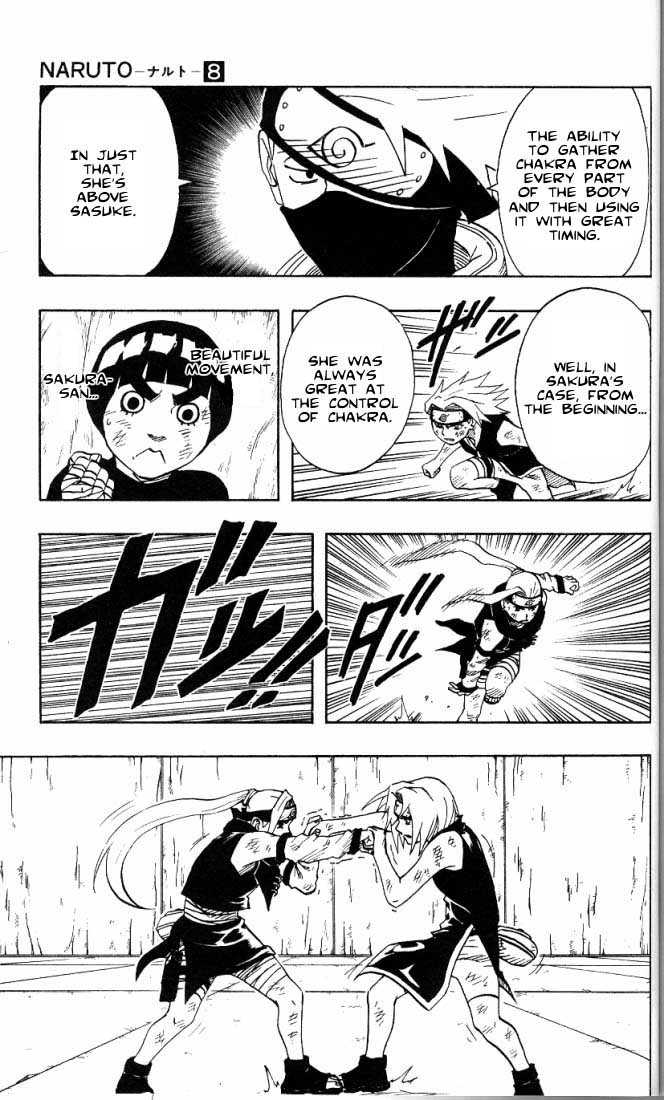 NARUTO—ナルト—8
THE ABILITY
TO GATHER
CHAKRA FROM
EVERY PART
OF THE BODY
AND THEN USING
IT WITH GREAT
TIMING.
IN JUST
THAT,
SHE'S
ABOVE
SASUKE.
WELL, IN
SAKURA'S
CASE, FROM
THE BEGINNING...
ザッ
SHE WAS
ALWAYS
GREAT AT
THE CONTROL
OF CHAKRA.
BEAUTIFUL
MOVEMENT,
SAKURA-
SAN...
ダッ
ガッ!!